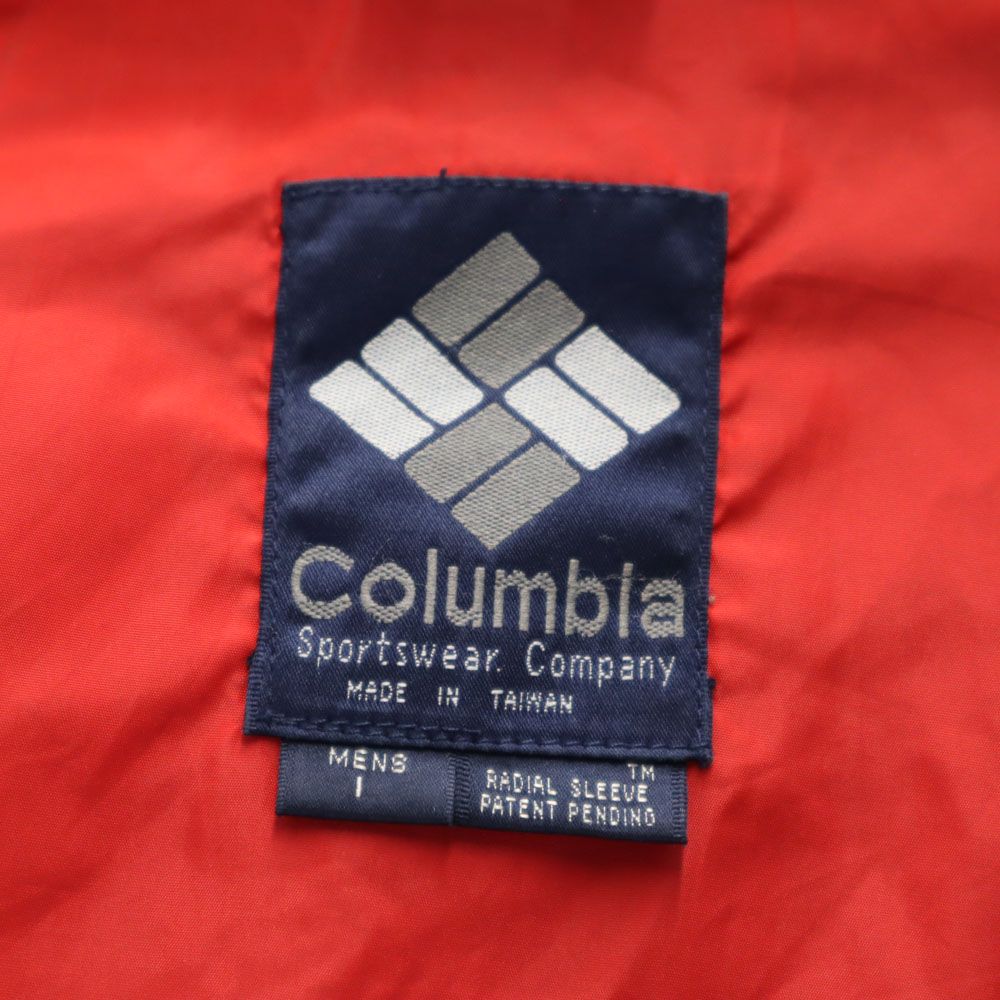 Columbia
Sportswear. Company
MADE IN TAIWAN
MENS
TM
RADIAL SLEEVE
PATENT PENDING